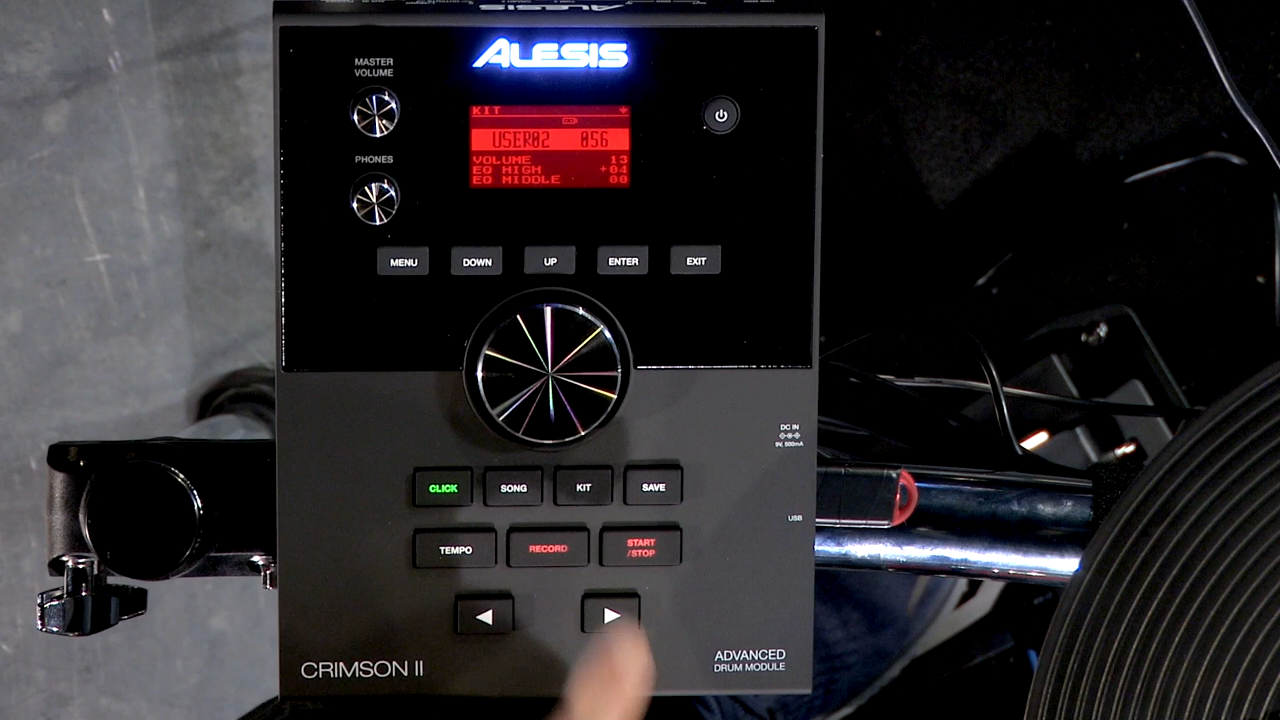 ALESIS
ALESIS
MASTER
VOLUME
KIT
USER02 056
VOLUME 13
EQ HIGH +04
EQ MIDDLE 00
PHONES
MENU
DOWN
UP
ENTER
EXIT
DC IN
9V, 500mA
CLICK
SONG
KIT
SAVE
USB
TEMPO
RECORD
START
/STOP
CRIMSON II
ADVANCED
DRUM MODULE